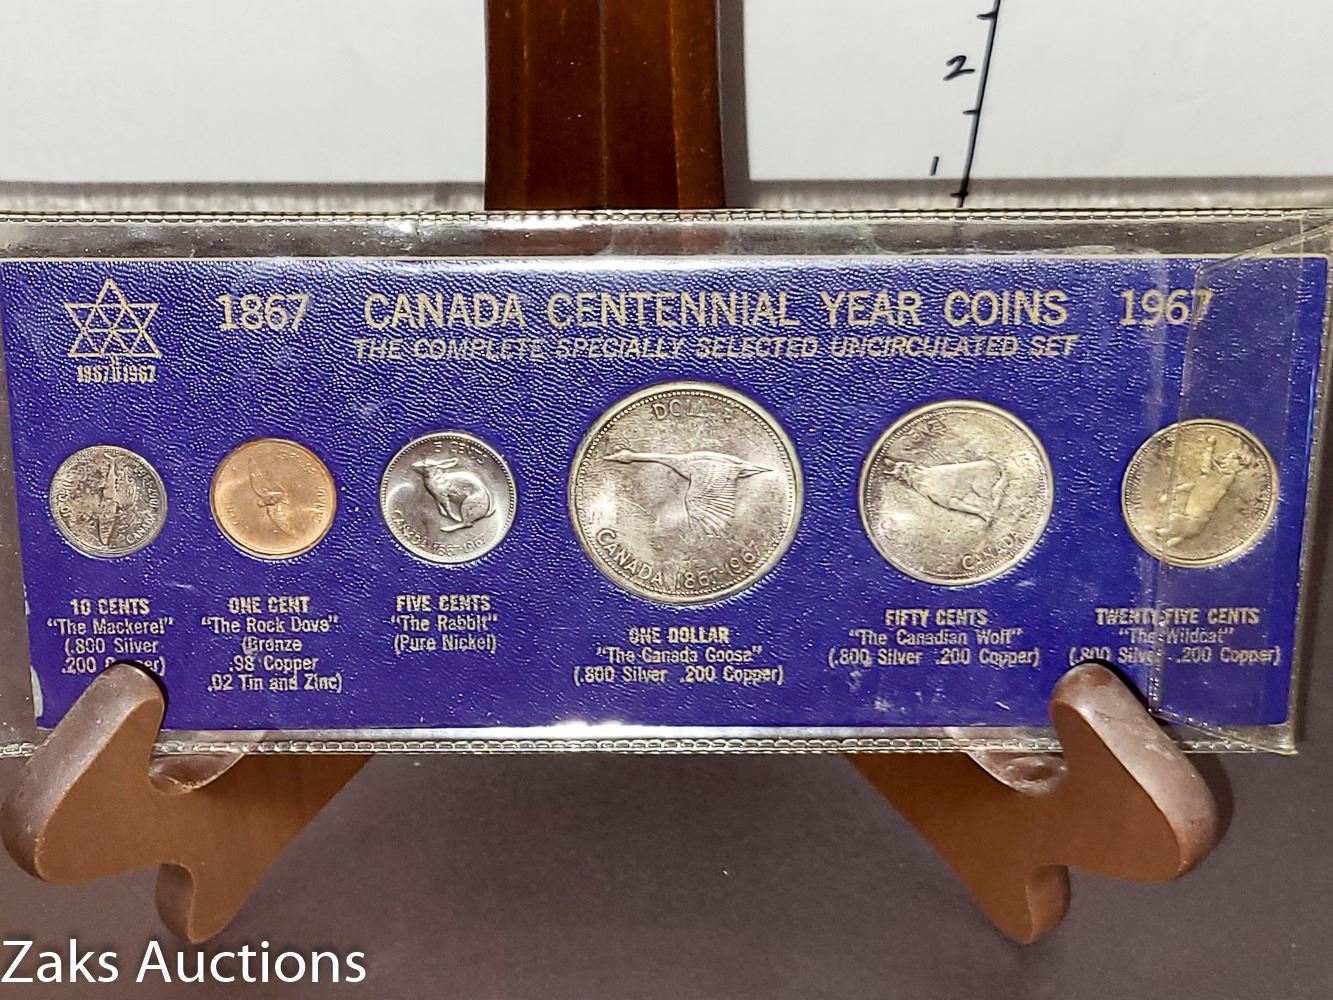 2
1
1867 CANADA CENTENNIAL YEAR COINS 1967
THE COMPLETE SPECIALLY SELECTED UNCIRCULATED SET
1867 1967
DOLLAR
CANADA
CANADA
CANADA 1867-1967
CANADA 1867-1967
CANADA
10 CENTS
"The Mackerel"
(.800 Silver
.200 Copper)
ONE CENT
"The Rock Dove"
(Bronze
.98 Copper
.02 Tin and Zinc)
FIVE CENTS
"The Rabbit"
(Pure Nickel)
ONE DOLLAR
"The Canada Goose"
(.800 Silver .200 Copper)
FIFTY CENTS
"The Canadian Wolf"
(.800 Silver .200 Copper)
TWENTY FIVE CENTS
"The Wildcat"
(.800 Silver .200 Copper)
Zaks Auctions